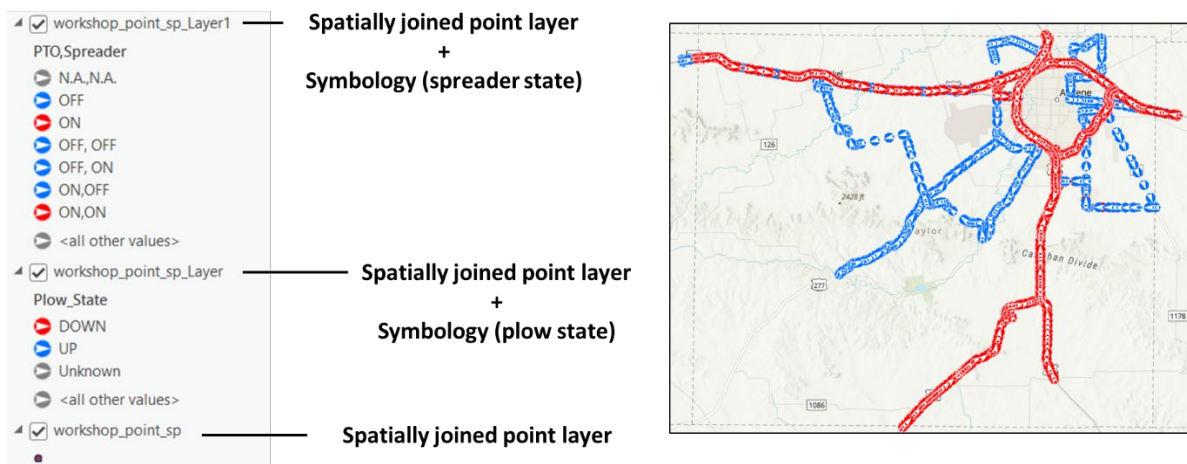 workshop_point_sp_Layer1
PTO,Spreader
N.A.,N.A.
OFF
ON
OFF, OFF
OFF, ON
ON,OFF
ON,ON
<all other values>
workshop_point_sp_Layer
Plow_State
DOWN
UP
Unknown
<all other values>
workshop_point_sp
Spatially joined point layer
+
Symbology (spreader state)
Spatially joined point layer
+
Symbology (plow state)
Spatially joined point layer
126
2428 ft
277
1086
1178